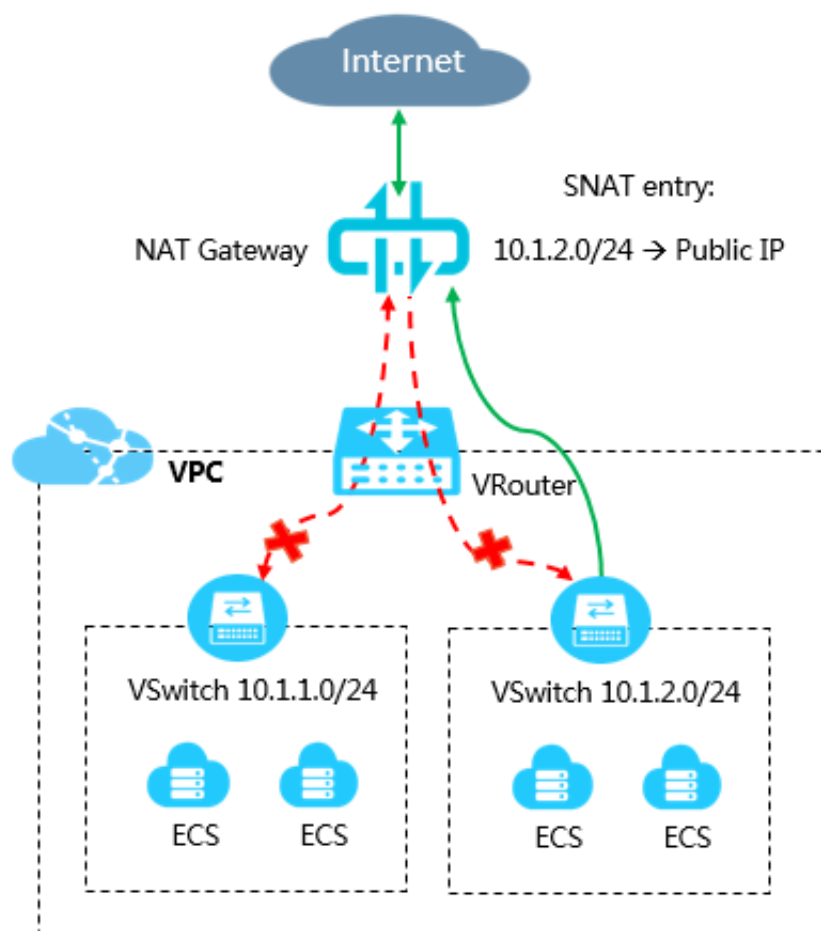 Internet
SNAT entry:
NAT Gateway
10.1.2.0/24 → Public IP
VPC
VRouter
VSwitch 10.1.1.0/24
VSwitch 10.1.2.0/24
ECS
ECS
ECS
ECS